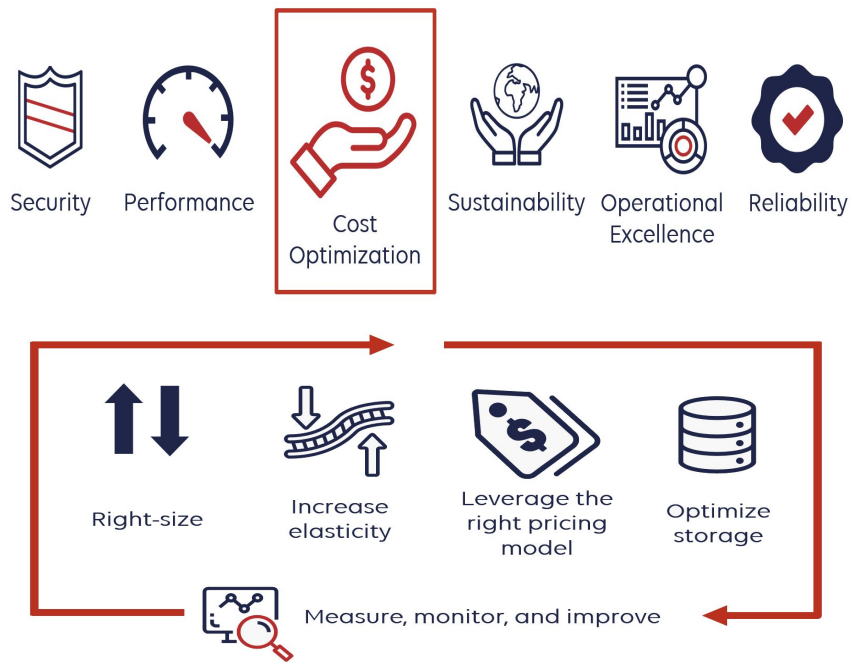 Security
Performance
Cost
Optimization
Sustainability
Operational
Excellence
Reliability
Right-size
Increase
elasticity
Leverage the
right pricing
model
Optimize
storage
Measure, monitor, and improve